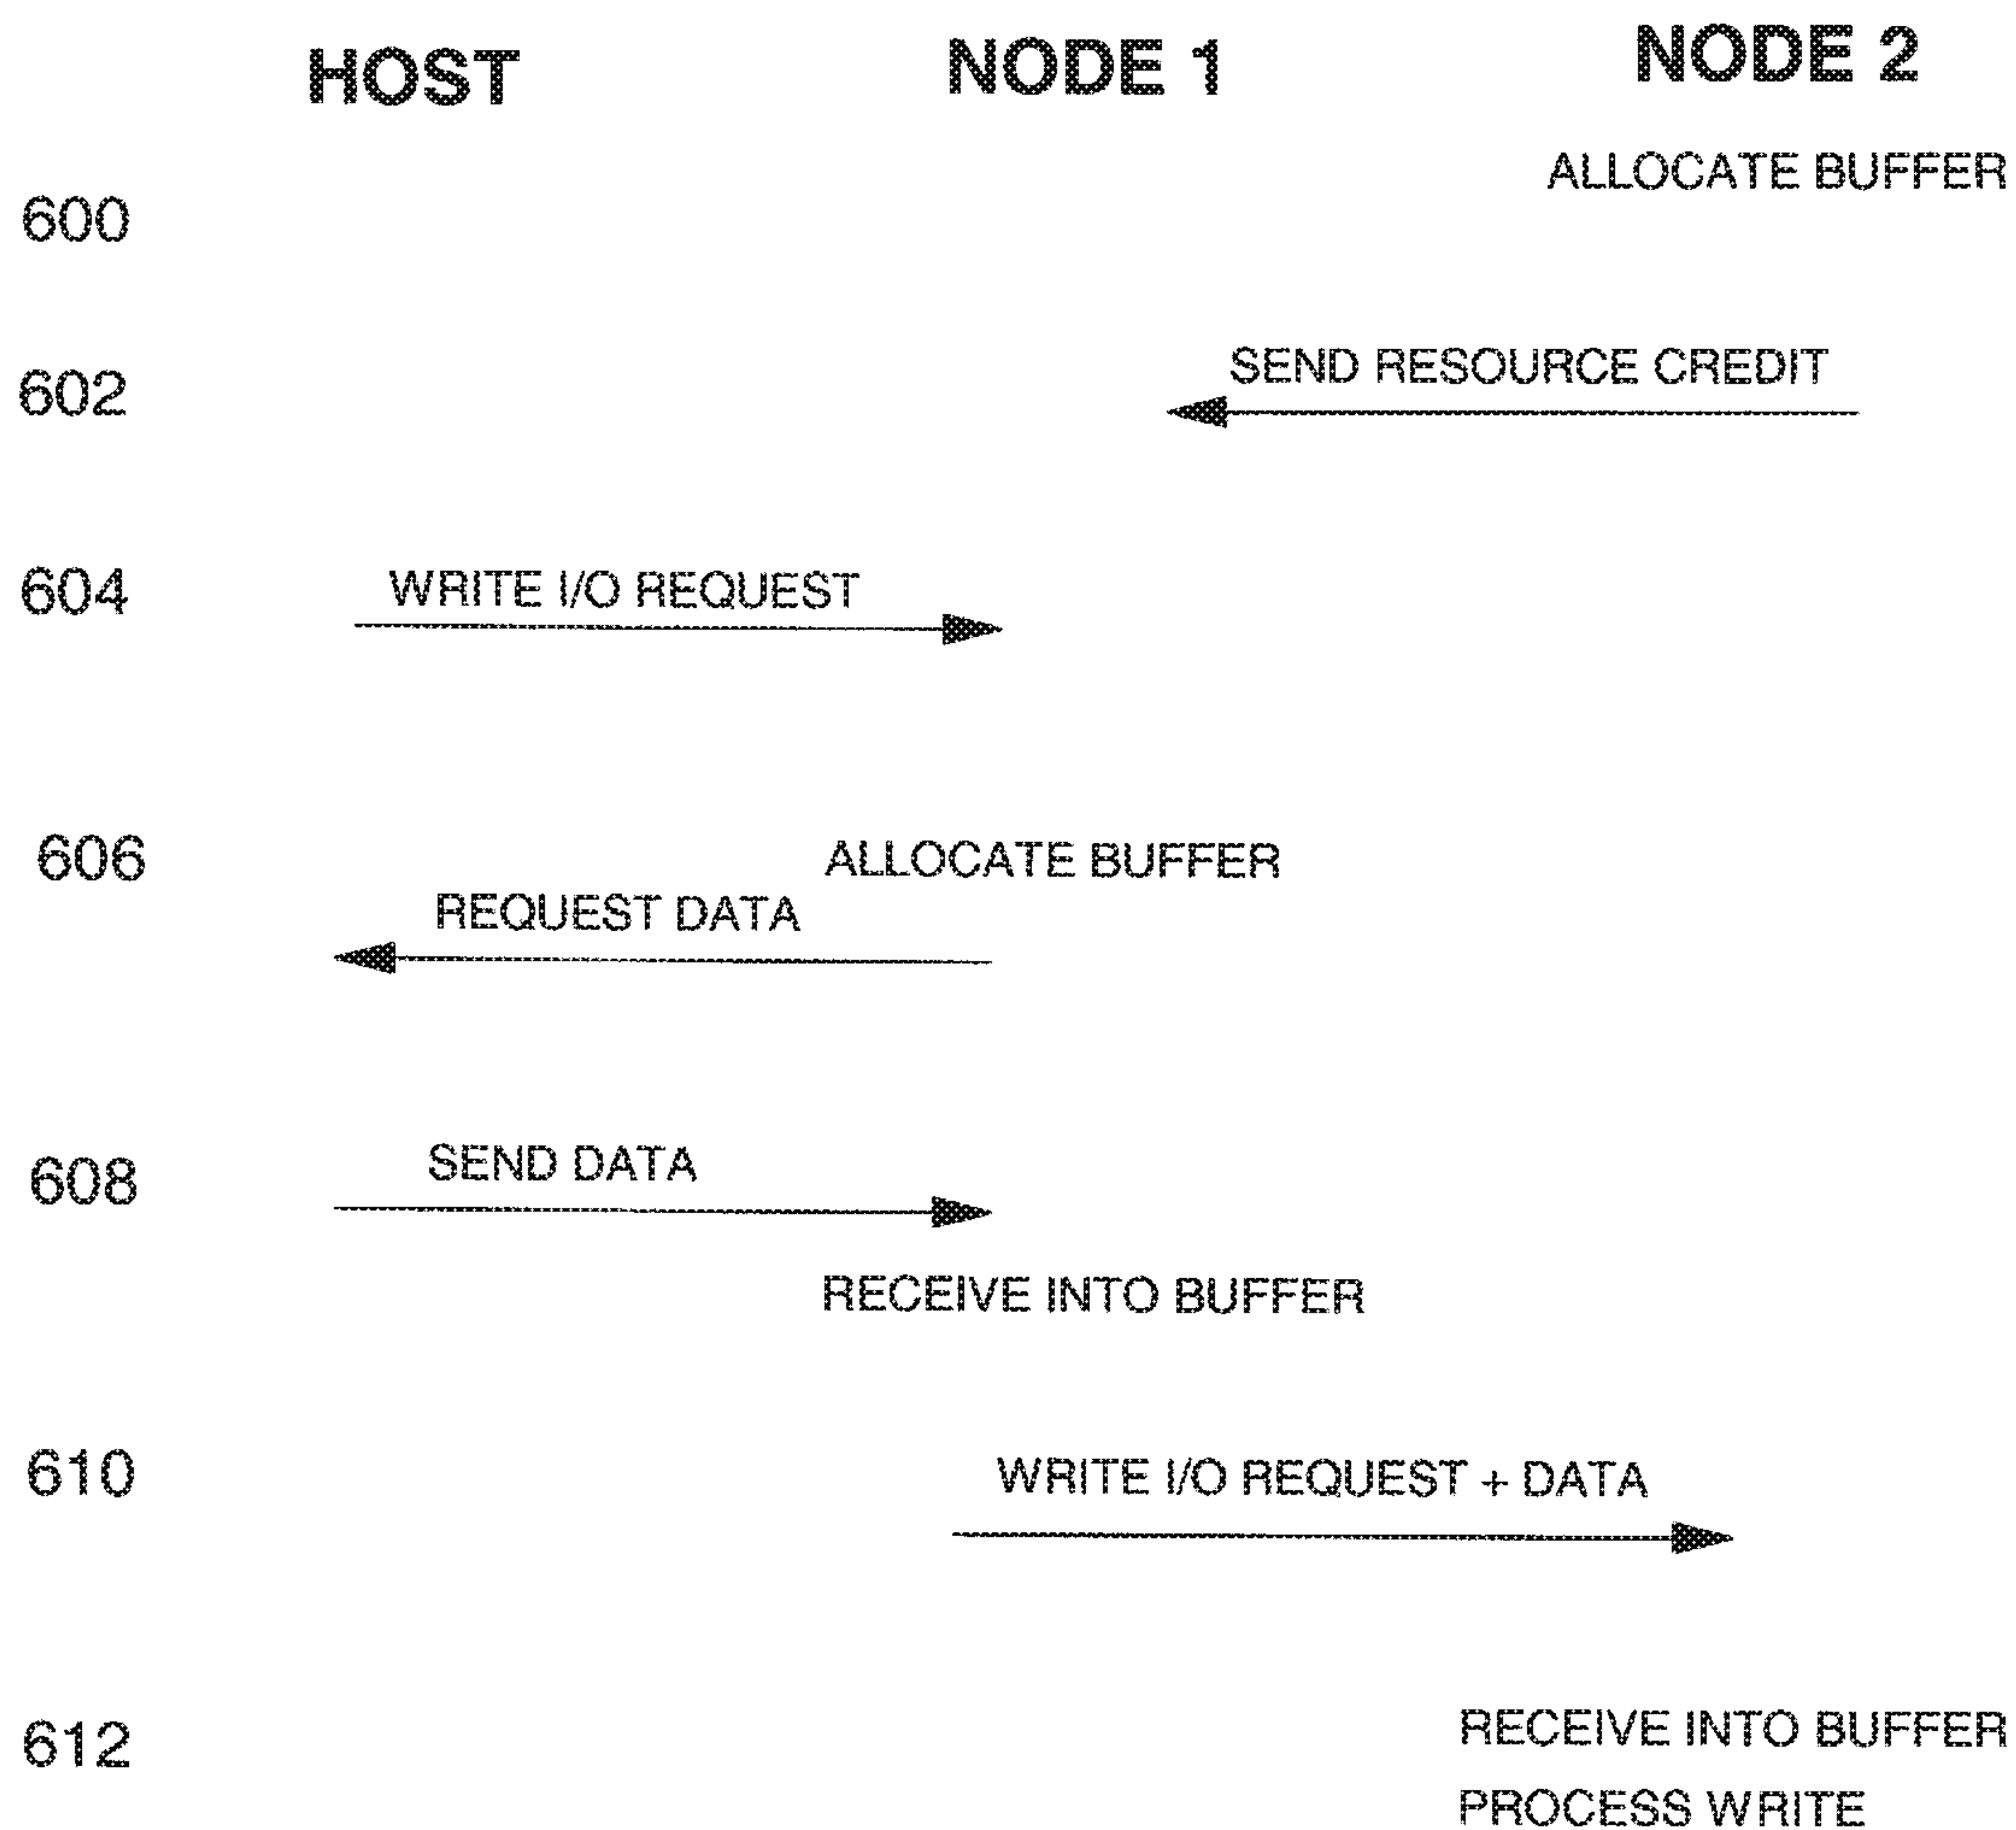 HOST NODE 1 NODE 2
ALLOCATE BUFFER
600
602 SEND RESOURCE CREDIT
604 WRITE I/O REQUEST
606 ALLOCATE BUFFER
REQUEST DATA
608 SEND DATA
RECEIVE INTO BUFFER
610 WRITE I/O REQUEST + DATA
612 RECEIVE INTO BUFFER
PROCESS WRITE